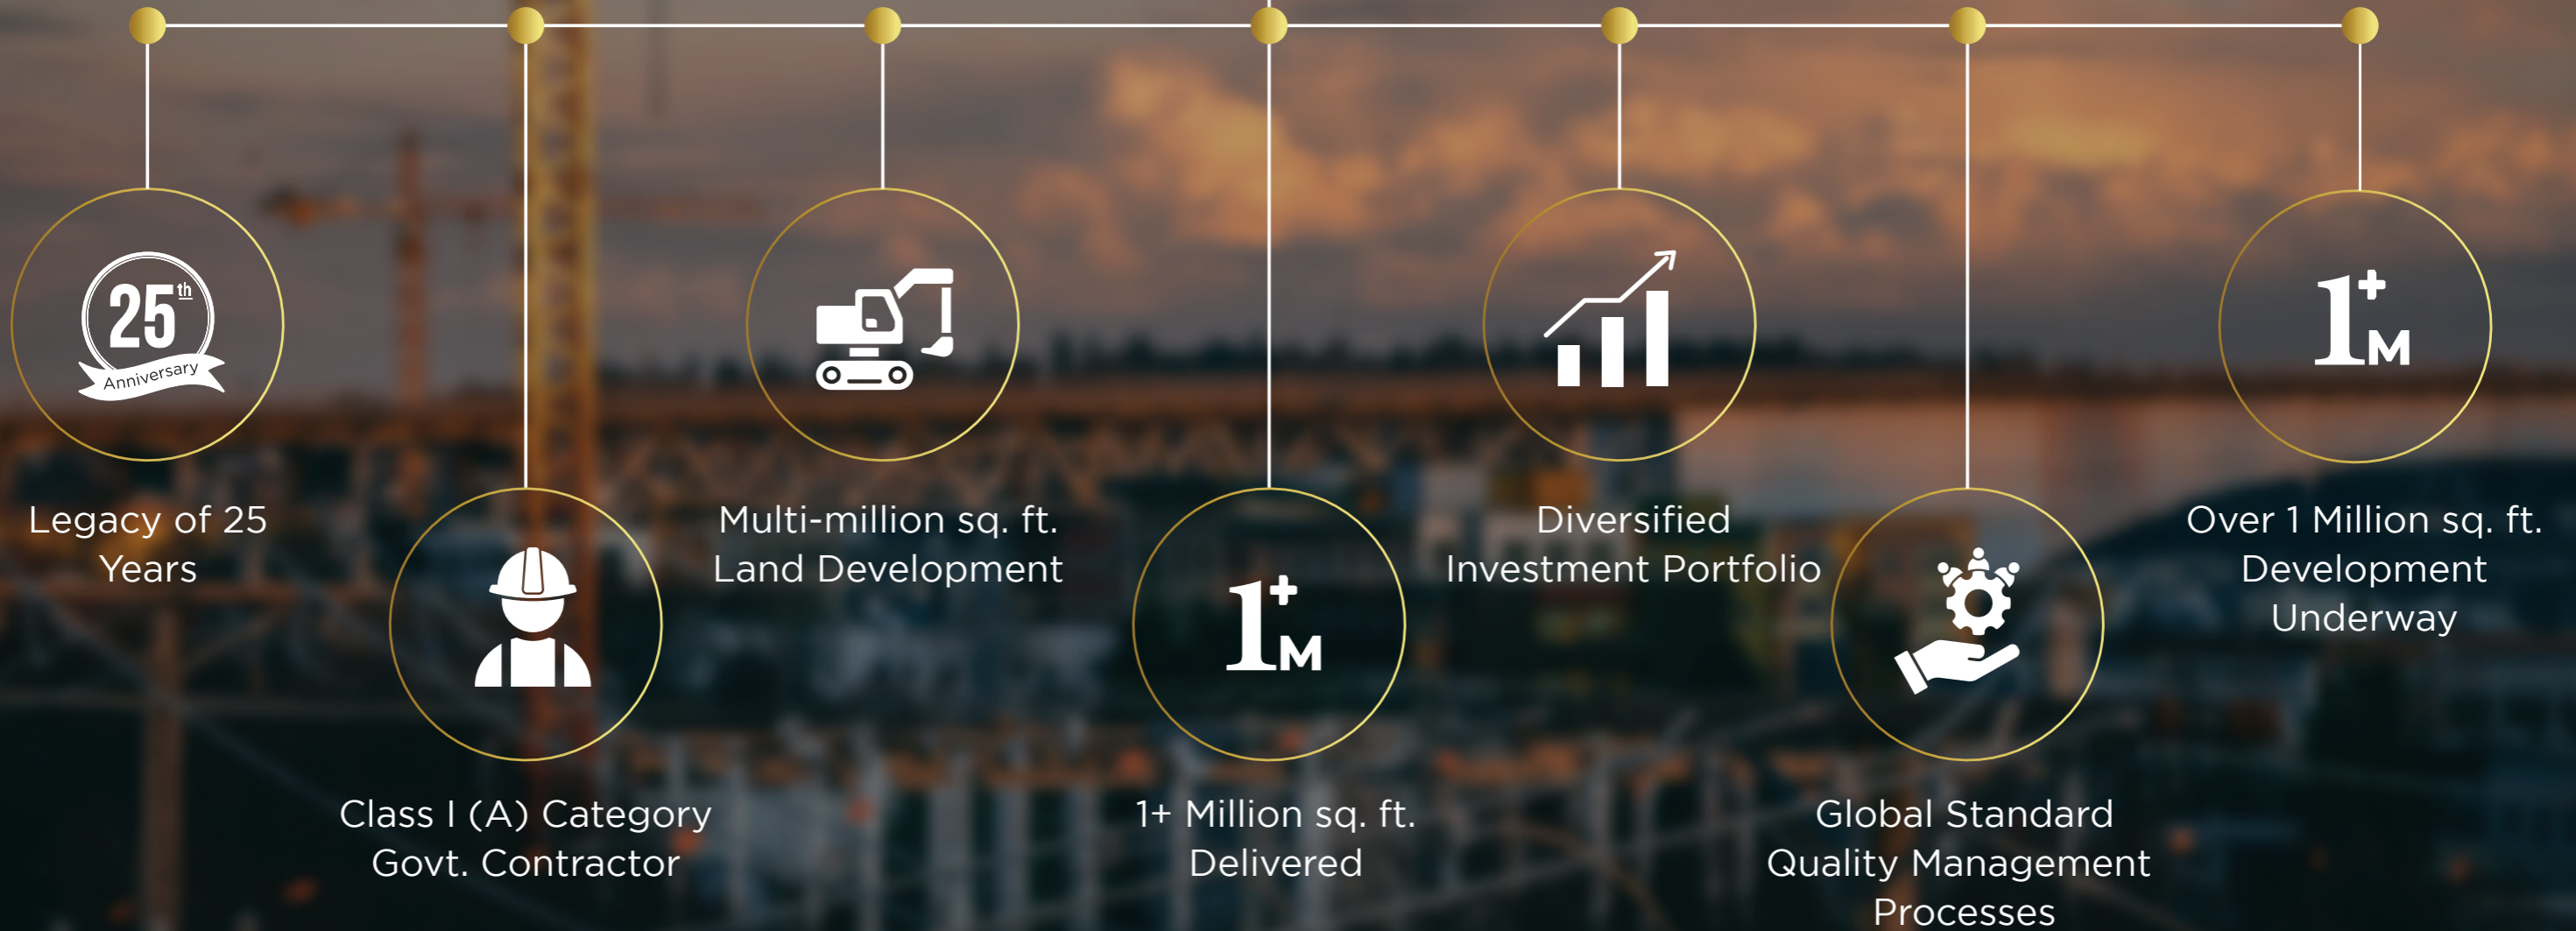 25th
Anniversary
Legacy of 25
Years
Class I (A) Category
Govt. Contractor
Multi-million sq. ft.
Land Development
1+
M
1+ Million sq. ft.
Delivered
Diversified
Investment Portfolio
Global Standard
Quality Management
Processes
1+
M
Over 1 Million sq. ft.
Development
Underway